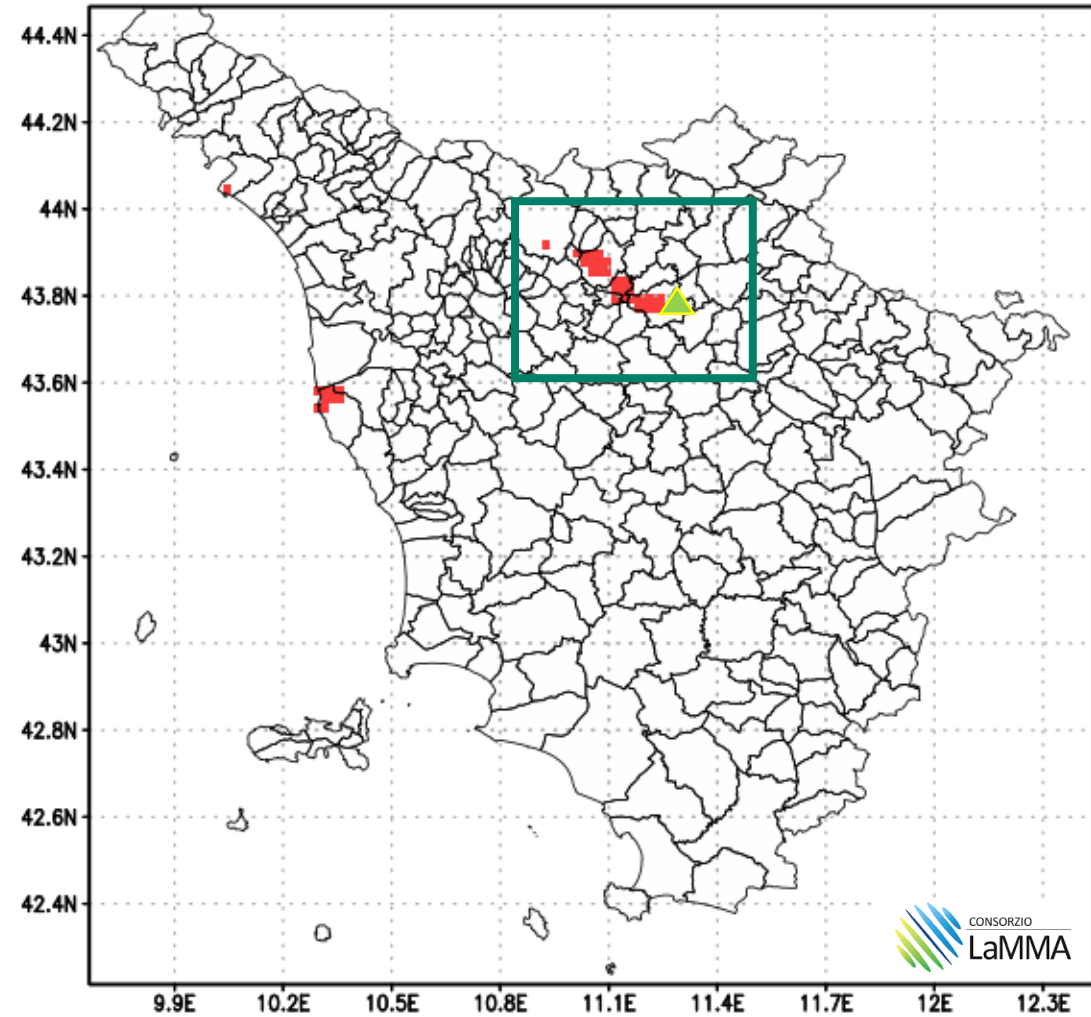 44.4N
44.2N
44N
43.8N
43.6N
43.4N
43.2N
43N
42.8N
42.6N
42.4N
CONSORZIO
LaMMA
9.9E 10.2E 10.5E 10.8E 11.1E 11.4E 11.7E 12E 12.3E